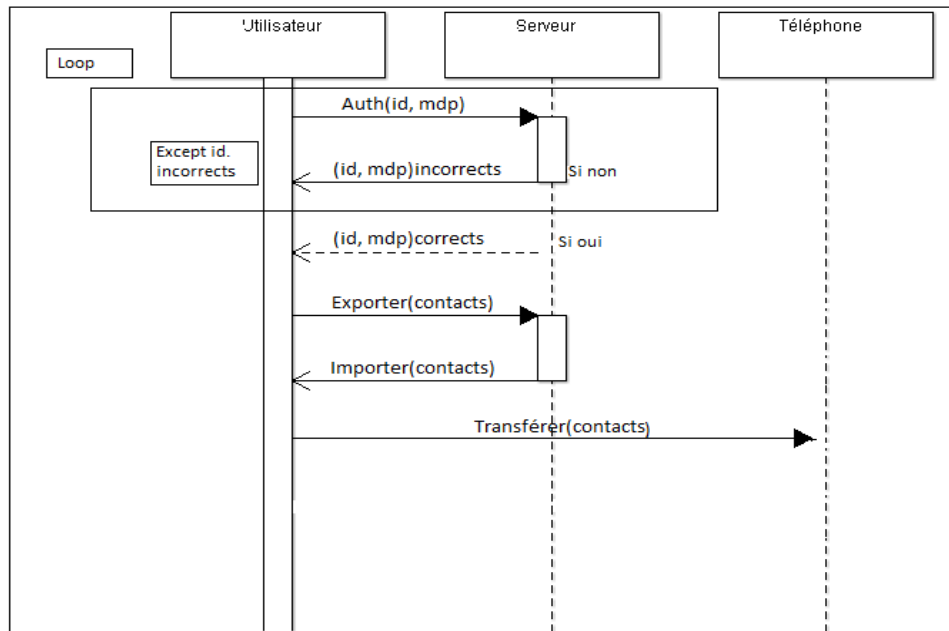 Utilisateur
Serveur
Téléphone
Loop
Auth(id, mdp)
Except id.
incorrects
(id, mdp)incorrects
Si non
(id, mdp)corrects
Si oui
Exporter(contacts)
Importer(contacts)
Transférer(contacts)